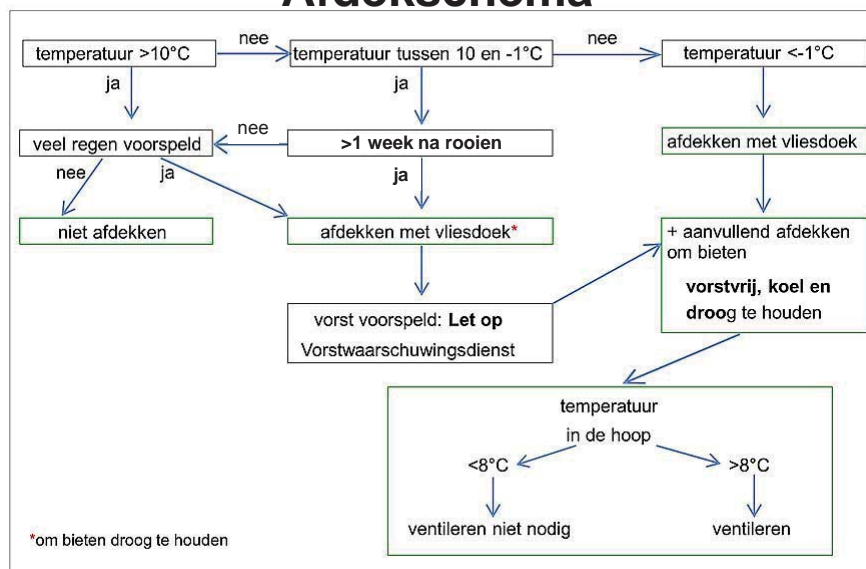 Afdekschema
temperatuur >10°C
nee
temperatuur tussen 10 en -1°C
nee
temperatuur <-1°C
ja
ja
veel regen voorspeld
nee
>1 week na rooien
afdekken met vliesdoek
nee
ja
ja
niet afdekken
afdekken met vliesdoek*
+ aanvullend afdekken
om bieten
vorstvrij, koel en
droog te houden
vorst voorspeld: Let op
Vorstwaarschuwingsdienst
temperatuur
in de hoop
<8°C
>8°C
ventileren niet nodig
ventileren
*om bieten droog te houden